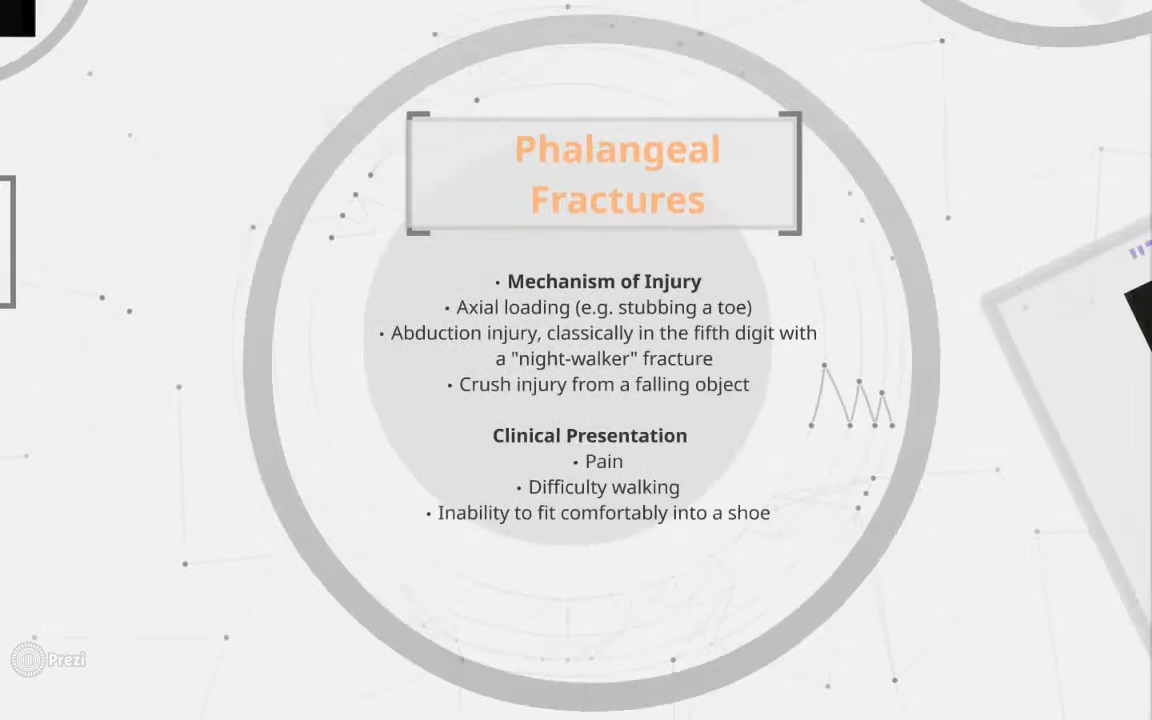 Phalangeal
Fractures
• Mechanism of Injury
• Axial loading (e.g. stubbing a toe)
• Abduction injury, classically in the fifth digit with
a "night-walker" fracture
• Crush injury from a falling object
Clinical Presentation
• Pain
• Difficulty walking
• Inability to fit comfortably into a shoe
Prezi